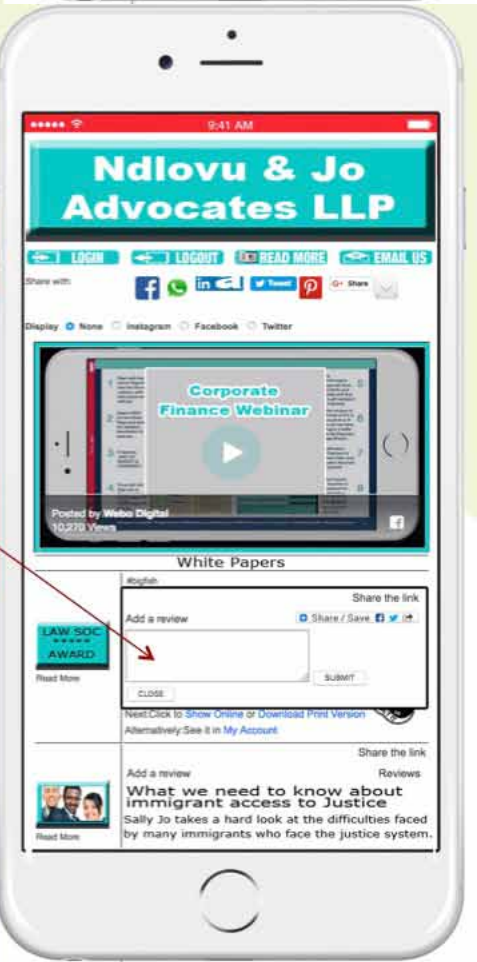 9:41 AM
Ndlovu & Jo
Advocates LLP
LOGIN LOGOUT READ MORE EMAIL US
Share with:
Tweet G+ Share
Display None Instagram Facebook Twitter
Corporate
Finance Webinar
Posted by Webo Digital
10,270 Views
White Papers
#bigfish
Share the link
Add a review Share / Save
LAW SOC
*****
AWARD
Read More
SUBMIT
CLOSE
Next:Click to Show Online or Download Print Version
Alternatively:See it in My Account
Share the link
Add a review Reviews
What we need to know about
immigrant access to Justice
Sally Jo takes a hard look at the difficulties faced
by many immigrants who face the justice system.
Read More